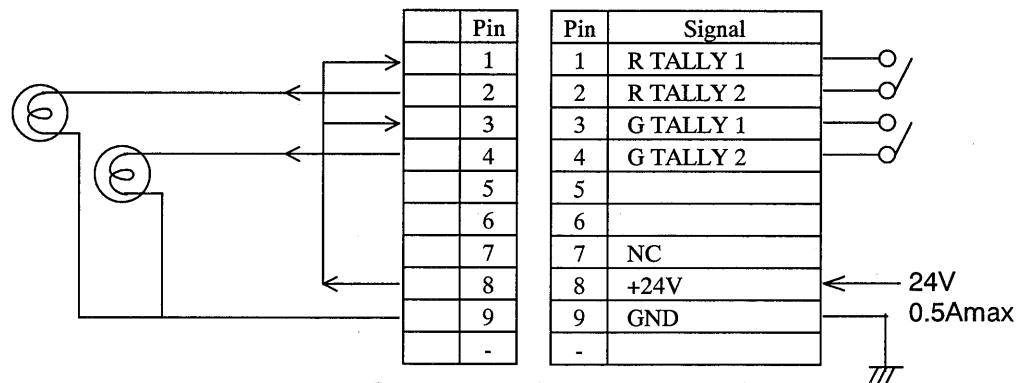 Pin
1
2
3
4
5
6
7
8
9
-
Pin Signal
1 R TALLY 1
2 R TALLY 2
3 G TALLY 1
4 G TALLY 2
5
6
7 NC
8 +24V
9 GND
-
24V
0.5Amax